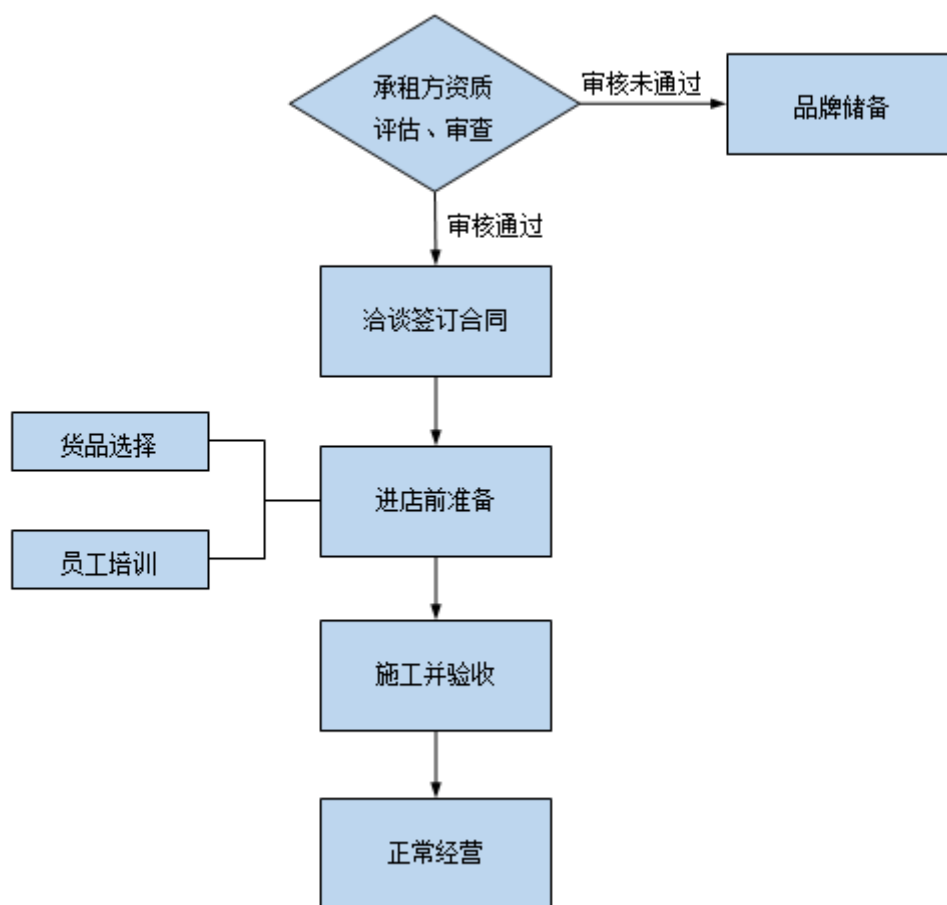 承租方资质
评估、审查
审核未通过
品牌储备
审核通过
洽谈签订合同
货品选择
进店前准备
员工培训
施工并验收
正常经营